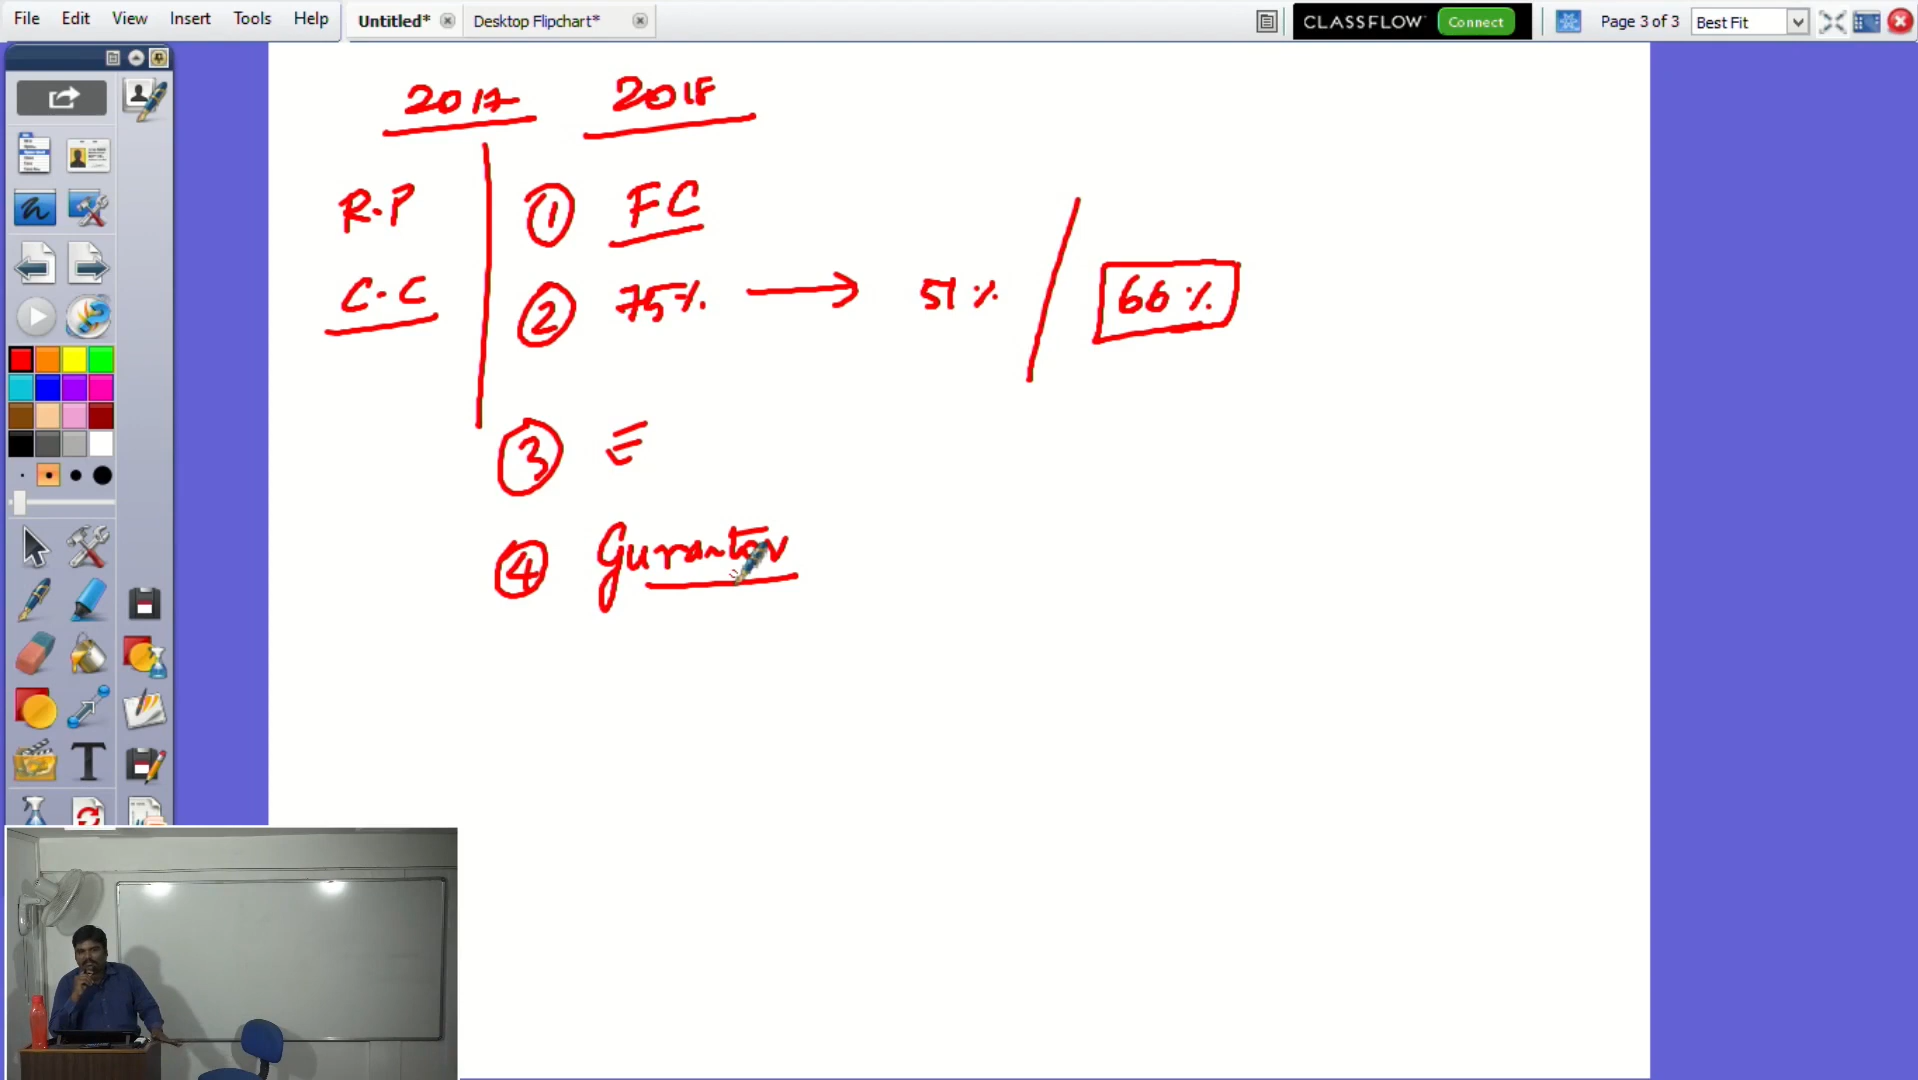 File Edit View Insert Tools Help Untitled* Desktop Flipchart* CLASSFLOW Connect Page 3 of 3 Best Fit
2017 2018
R.P ① FC
C.C ② 75% → 51% / 66%
③ E
④ Gurantor
T